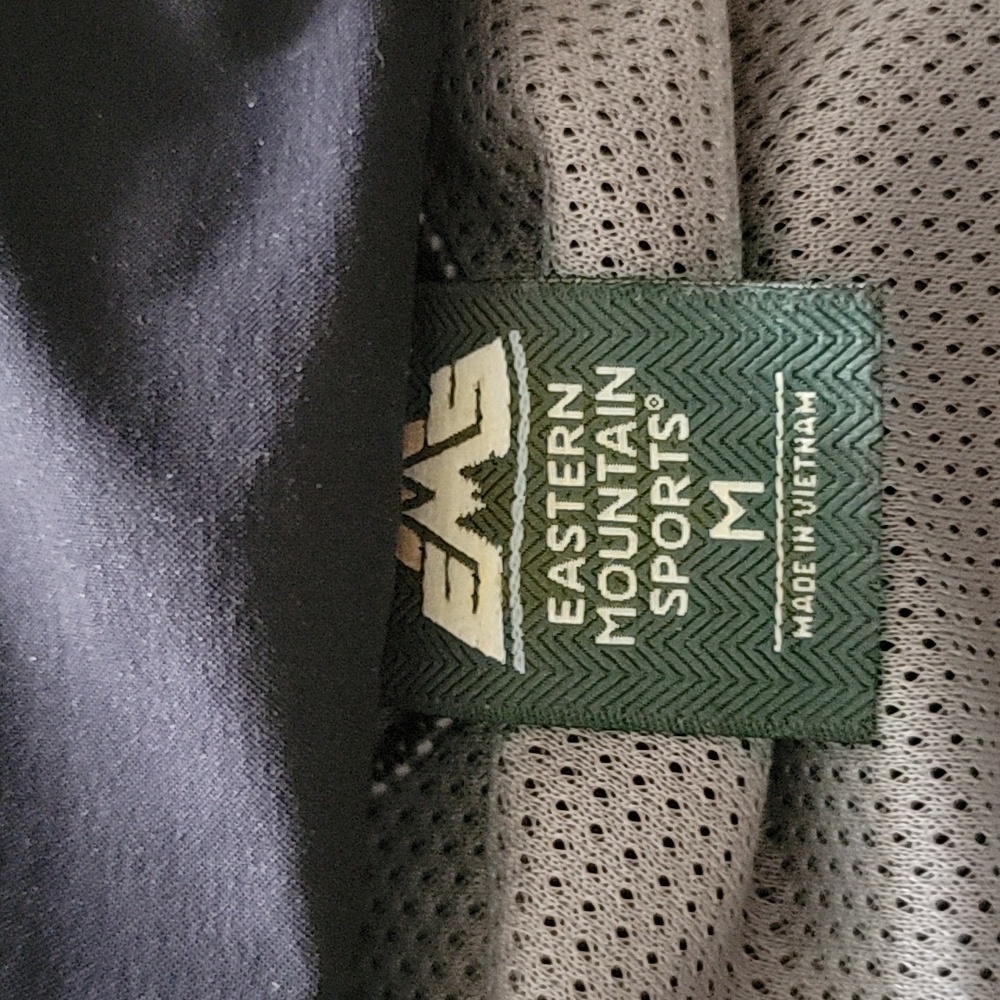 EMS
EASTERN
MOUNTAIN
SPORTS®
M
MADE IN VIETNAM